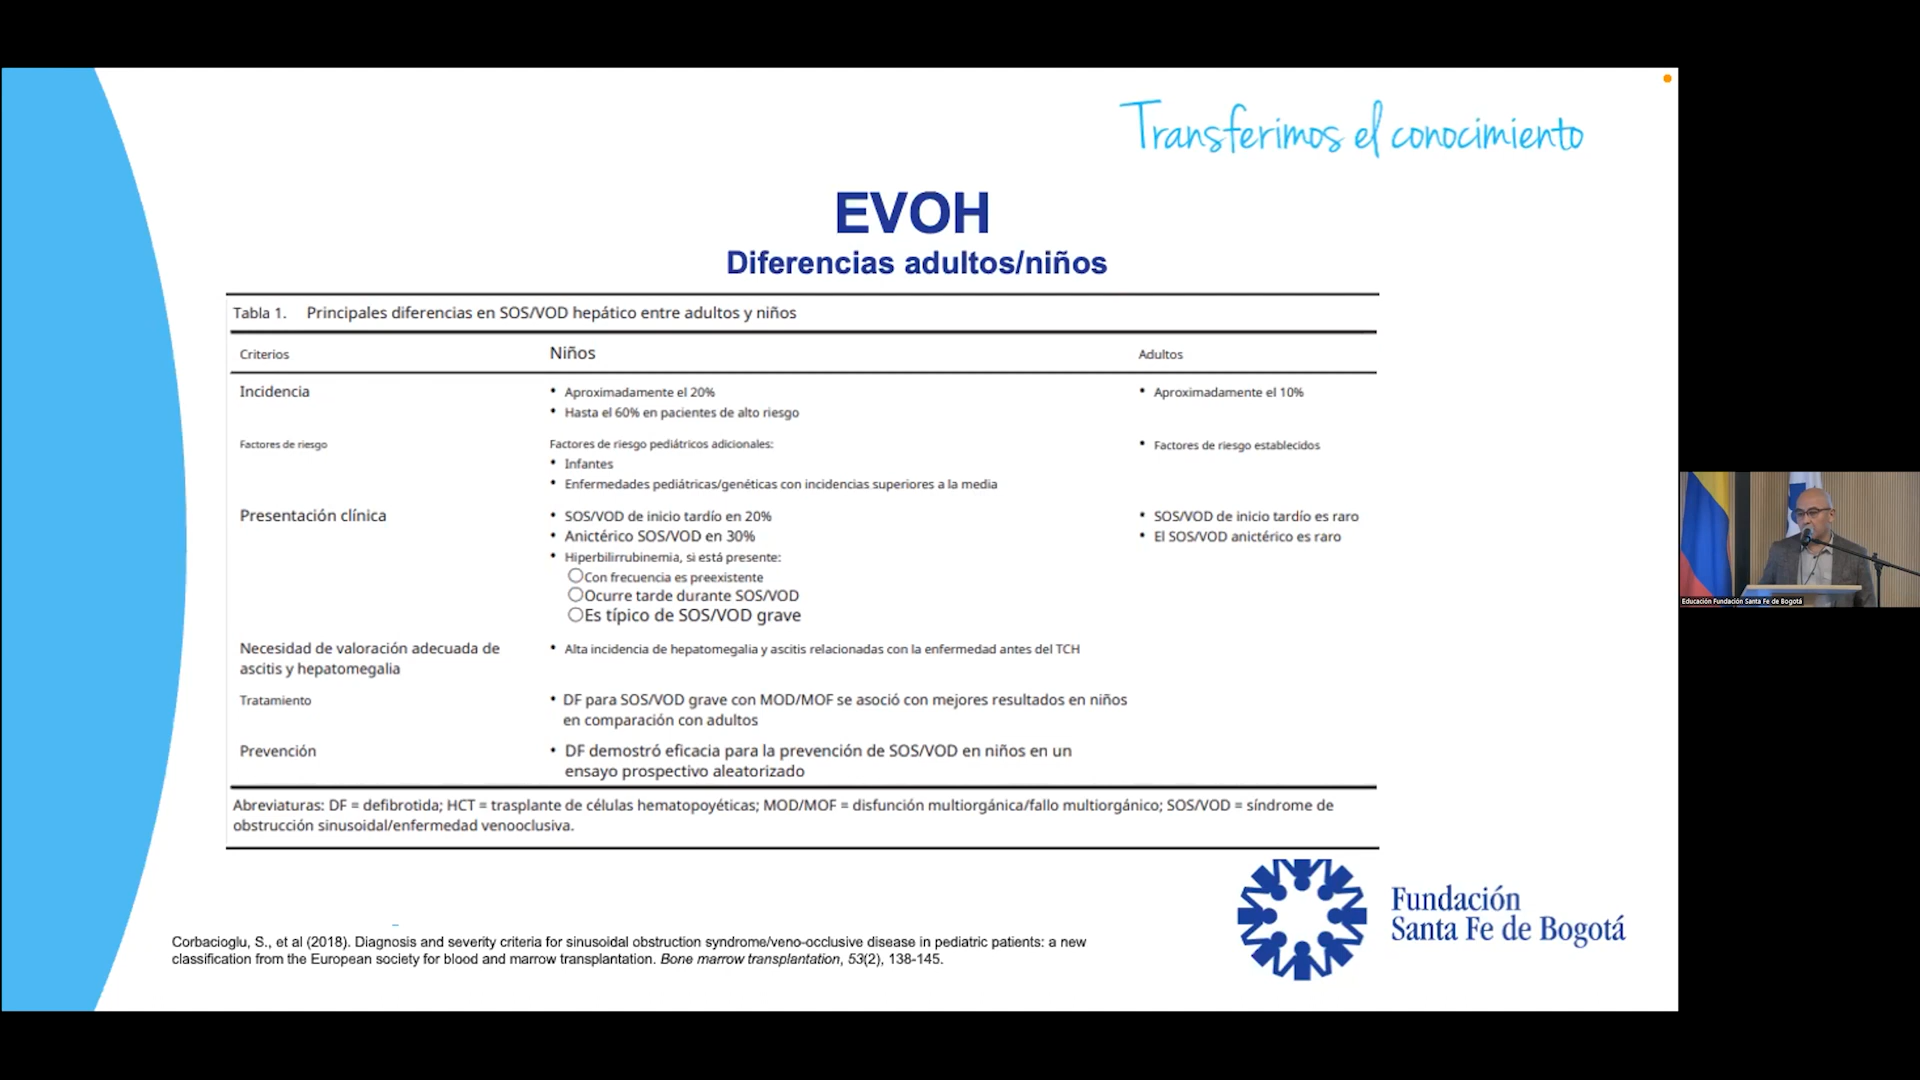 Transferimos el conocimiento
EVOH
Diferencias adultos/niños
Tabla 1. Principales diferencias en SOS/VOD hepático entre adultos y niños
Criterios Niños Adultos
Incidencia • Aproximadamente el 20% • Aproximadamente el 10%
• Hasta el 60% en pacientes de alto riesgo
Factores de riesgo Factores de riesgo pediátricos adicionales: • Factores de riesgo establecidos
• Infantes
• Enfermedades pediátricas/genéticas con incidencias superiores a la media
Presentación clínica • SOS/VOD de inicio tardío en 20% • SOS/VOD de inicio tardío es raro
• Anictérico SOS/VOD en 30% • El SOS/VOD anictérico es raro
• Hiperbilirrubinemia, si está presente:
○Con frecuencia es preexistente
○Ocurre tarde durante SOS/VOD
○Es típico de SOS/VOD grave
Necesidad de valoración adecuada de • Alta incidencia de hepatomegalia y ascitis relacionadas con la enfermedad antes del TCH
ascitis y hepatomegalia
Tratamiento • DF para SOS/VOD grave con MOD/MOF se asoció con mejores resultados en niños
en comparación con adultos
Prevención • DF demostró eficacia para la prevención de SOS/VOD en niños en un
ensayo prospectivo aleatorizado
Abreviaturas: DF = defibrotida; HCT = trasplante de células hematopoyéticas; MOD/MOF = disfunción multiorgánica/fallo multiorgánico; SOS/VOD = síndrome de
obstrucción sinusoidal/enfermedad venooclusiva.
Corbacioglu, S., et al (2018). Diagnosis and severity criteria for sinusoidal obstruction syndrome/veno-occlusive disease in pediatric patients: a new
classification from the European society for blood and marrow transplantation. Bone marrow transplantation, 53(2), 138-145.
Fundación
Santa Fe de Bogotá
Educación Fundación Santa Fe de Bogotá